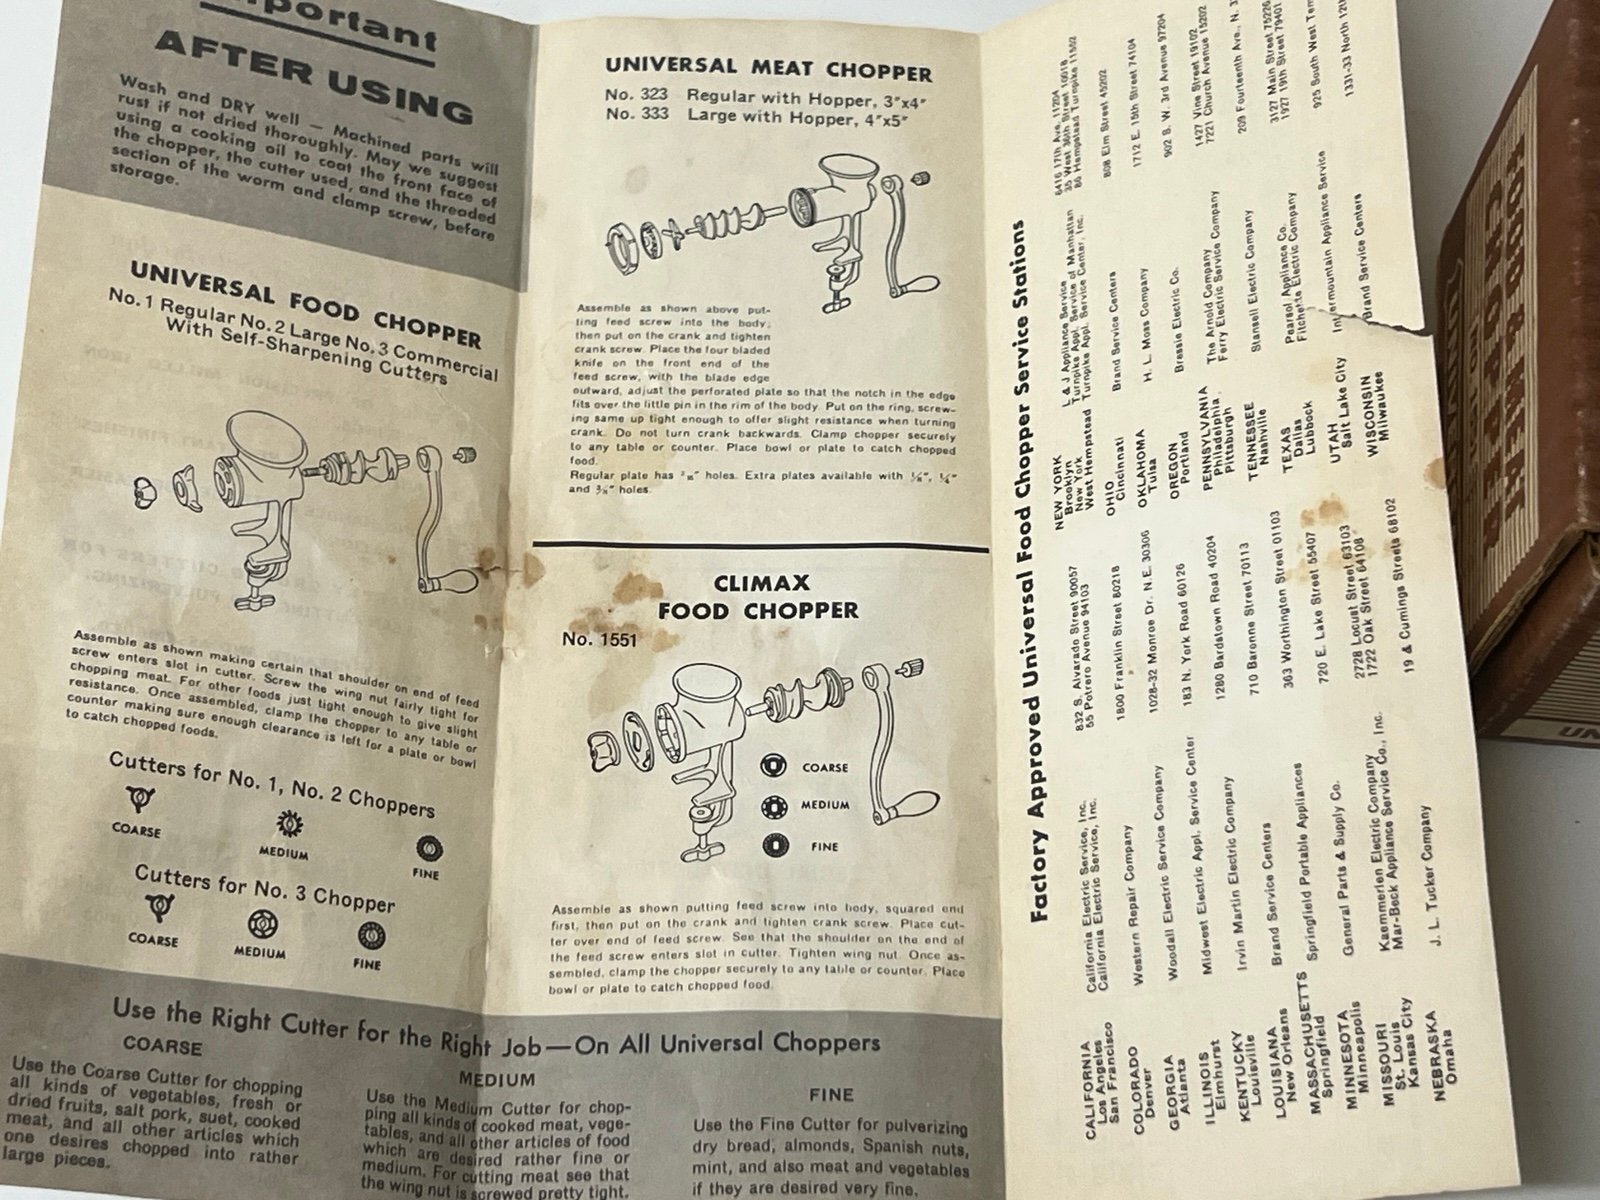 Important
AFTER USING
Wash and DRY well — Machined parts will
rust if not dried thoroughly. May we suggest
using a cooking oil to coat the front face of
the chopper, the cutter used, and the threaded
section of the worm and clamp screw, before
storage.
UNIVERSAL FOOD CHOPPER
No. 1 Regular No. 2 Large No. 3 Commercial
With Self-Sharpening Cutters
Assemble as shown making certain that shoulder on end of feed
screw enters slot in cutter. Screw the wing nut fairly tight for
chopping meat. For other foods just tight enough to give slight
resistance. Once assembled, clamp the chopper to any table or
counter making sure enough clearance is left for a plate or bowl
to catch chopped foods.
Cutters for No. 1, No. 2 Choppers
COARSE
MEDIUM
FINE
Cutters for No. 3 Chopper
COARSE
MEDIUM
FINE
UNIVERSAL MEAT CHOPPER
No. 323 Regular with Hopper, 3"x4"
No. 333 Large with Hopper, 4"x5"
Assemble as shown above put-
ting feed screw into the body;
then put on the crank and tighten
crank screw. Place the four bladed
knife on the front end of the
feed screw, with the blade edge
outward, adjust the perforated plate so that the notch in the edge
fits over the little pin in the rim of the body. Put on the ring, screw-
ing same up tight enough to offer slight resistance when turning
crank. Do not turn crank backwards. Clamp chopper securely
to any table or counter. Place bowl or plate to catch chopped
food.
Regular plate has holes. Extra plates available with
and holes.
CLIMAX
FOOD CHOPPER
No. 1551
COARSE
MEDIUM
FINE
Assemble as shown putting feed screw into body, squared end
first, then put on the crank and tighten crank screw. Place cut-
ter over end of feed screw. See that the shoulder on the end of
the feed screw enters slot in cutter. Tighten wing nut. Once as-
sembled, clamp the chopper securely to any table or counter. Place
bowl or plate to catch chopped food.
Use the Right Cutter for the Right Job—On All Universal Choppers
COARSE
Use the Coarse Cutter for chopping
all kinds of vegetables, fresh or
dried fruits, salt pork, suet, cooked
meat, and all other articles which
one desires chopped into rather
large pieces.
MEDIUM
Use the Medium Cutter for chop-
ping all kinds of cooked meat, vege-
tables, and all other articles of food
which are desired rather fine or
medium. For cutting meat see that
the wing nut is screwed pretty tight.
FINE
Use the Fine Cutter for pulverizing
dry bread, almonds, Spanish nuts,
mint, and also meat and vegetables
if they are desired very fine.
Factory Approved Universal Food Chopper Service Stations
CALIFORNIA
Los Angeles California Electric Service, Inc. 832 S. Alvarado Street 90057
San Francisco California Electric Service, Inc. 55 Potrero Avenue 94103
COLORADO
Denver Western Repair Company 1800 Franklin Street 80218
GEORGIA
Atlanta Woodall Electric Service Company 1028-32 Monroe Dr. N.E. 30306
ILLINOIS
Elmhurst Midwest Electric Appl. Service Center 183 N. York Road 60126
KENTUCKY
Louisville Irvin Martin Electric Company 1280 Bardstown Road 40204
LOUISIANA
New Orleans Brand Service Centers 710 Baronne Street 70113
MASSACHUSETTS
Springfield Springfield Portable Appliances 363 Worthington Street 01103
MINNESOTA
Minneapolis General Parts & Supply Co. 720 E. Lake Street 55407
MISSOURI
St. Louis Kaemmerlen Electric Company 2728 Locust Street 63103
Kansas City Mar-Beck Appliance Service Co., Inc. 1722 Oak Street 64108
NEBRASKA
Omaha J. L. Tucker Company 19 & Cumings Streets 68102
NEW YORK
Brooklyn L & J Appliance Service 6416 17th Ave. 11204
New York Turnpike Appl. Service of Manhattan 35 West 36th Street 10018
West Hempstead Turnpike Appl. Service Center, Inc. 86 Hempstead Turnpike 11552
OHIO
Cincinnati Brand Service Centers 808 Elm Street 45202
OKLAHOMA
Tulsa H. L. Moss Company 1712 E. 15th Street 74104
OREGON
Portland Bressie Electric Co. 902 S. W. 3rd Avenue 97204
PENNSYLVANIA
Philadelphia The Arnold Company 1427 Vine Street 19102
Pittsburgh Ferry Electric Service Company 7221 Church Avenue 15202
TENNESSEE
Nashville Stansell Electric Company 209 Fourteenth Ave., N.
TEXAS
Dallas Pearsol Appliance Co. 3127 Main Street 75226
Lubbock Fitchette Electric Company 1927 19th Street 79401
UTAH
Salt Lake City Intermountain Appliance Service 925 South West Tem
WISCONSIN
Milwaukee Brand Service Centers 1331-33 North 12th